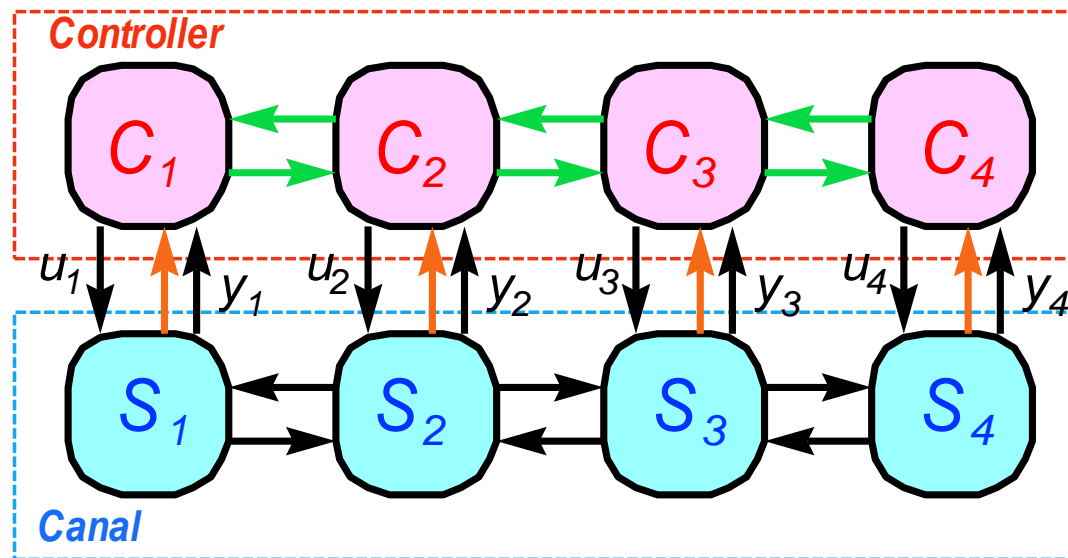 Controller
C1 C2 C3 C4
u1 y1 u2 y2 u3 y3 u4 y4
S1 S2 S3 S4
Canal